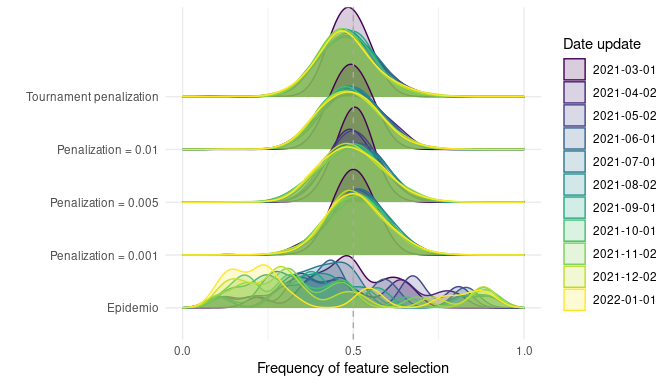 Tournament penalization
Penalization = 0.01
Penalization = 0.005
Penalization = 0.001
Epidemio
0.0
0.5
1.0
Frequency of feature selection
Date update
2021-03-01
2021-04-02
2021-05-02
2021-06-01
2021-07-01
2021-08-02
2021-09-01
2021-10-01
2021-11-02
2021-12-02
2022-01-01